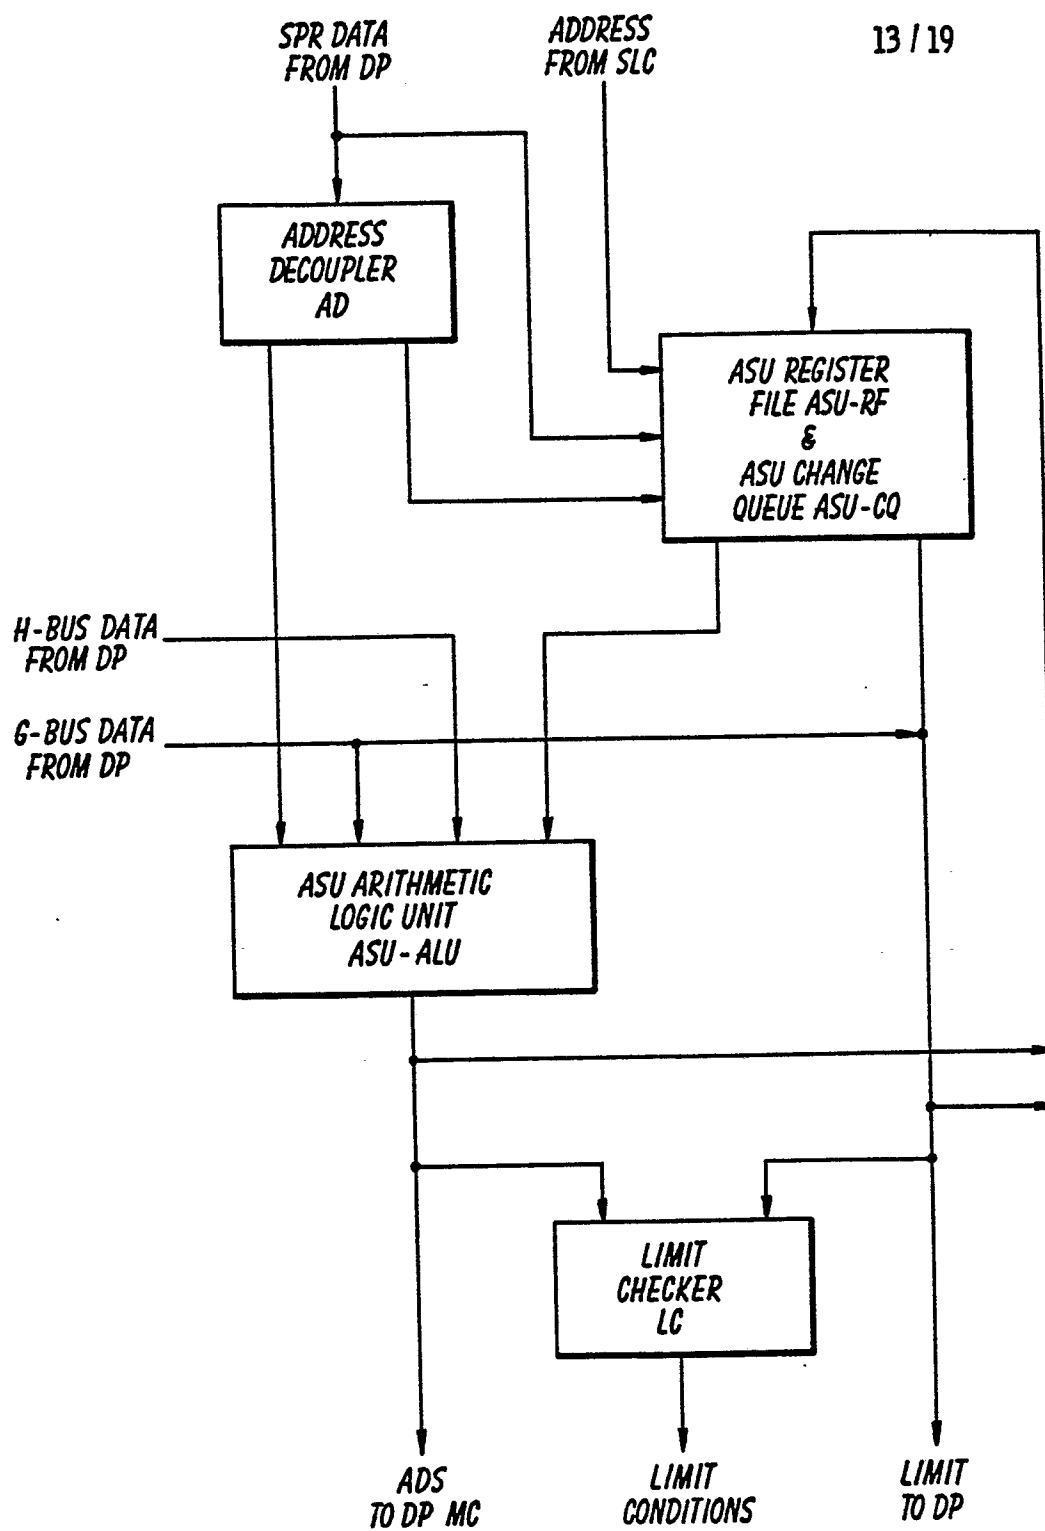 SPR DATA
FROM DP
ADDRESS
FROM SLC
13/19
ADDRESS
DECOUPLER
AD
ASU REGISTER
FILE ASU-RF
&
ASU CHANGE
QUEUE ASU-CQ
H-BUS DATA
FROM DP
G-BUS DATA
FROM DP
ASU ARITHMETIC
LOGIC UNIT
ASU-ALU
LIMIT
CHECKER
LC
ADS
TO DP MC
LIMIT
CONDITIONS
LIMIT
TO DP